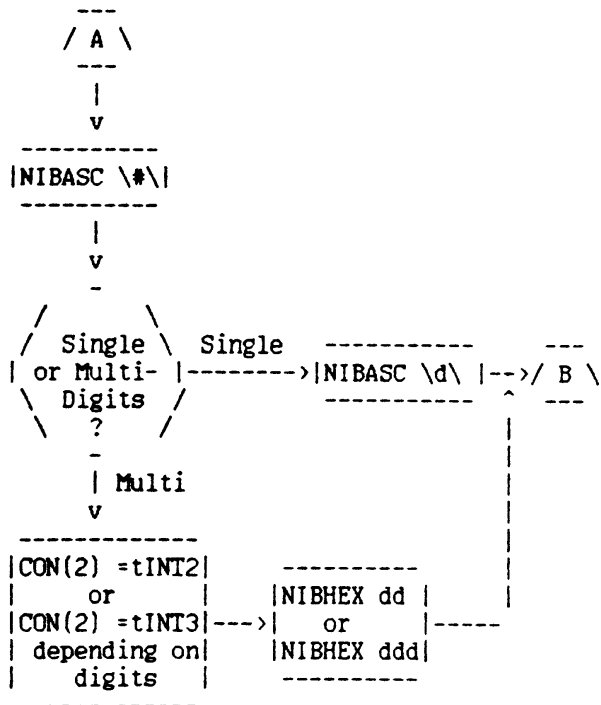 ---
/ A \
---
|
v
----------
|NIBASC \#\|
----------
|
v
-
/ \
/ Single \ Single ----------- ---
| or Multi- |-------->|NIBASC \d\ |-->/ B \
\ Digits / ----------- ^ ---
\ ? / |
- |
| Multi |
v |
------------- |
|CON(2) =tINT2| ---------- |
| or | |NIBHEX dd | |
|CON(2) =tINT3|--->| or |-----
| depending on| |NIBHEX ddd|
| digits | ----------
-------------